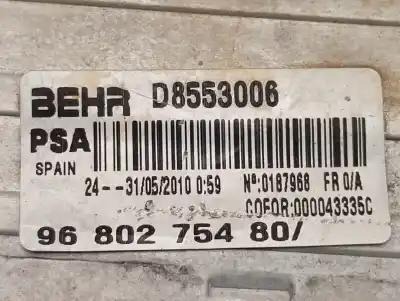 BEHR D8553006
PSA
SPAIN
24--31/05/2010 0:59 Nº:0187968 FR 0/A
COFOR:000043335C
96 802 754 80/